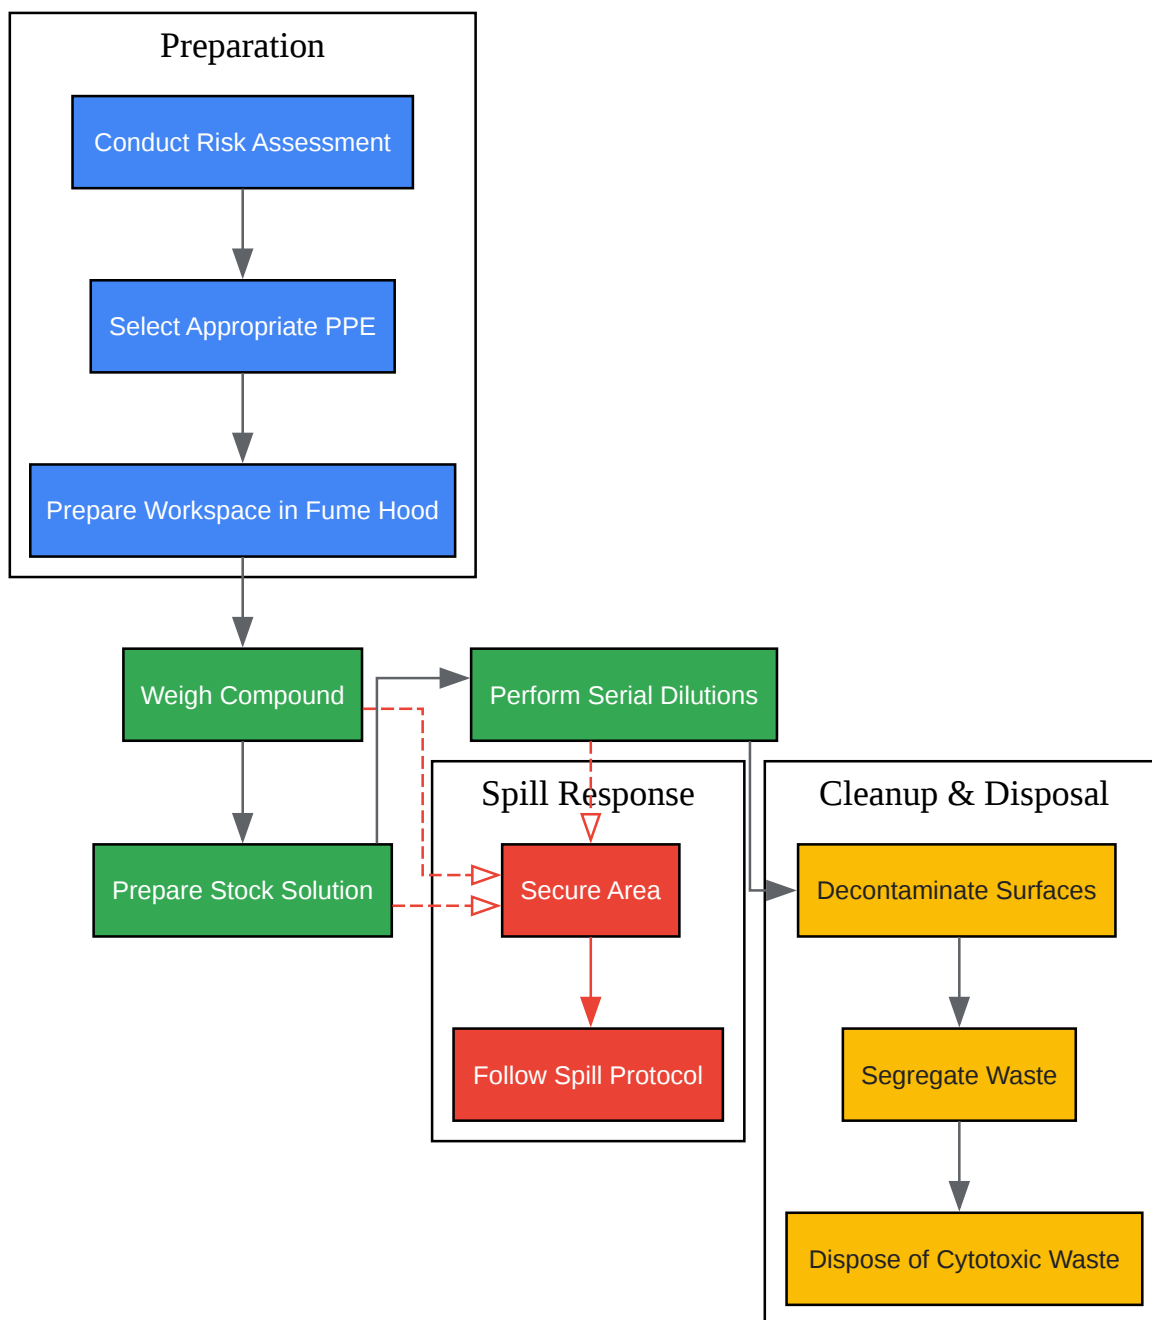 Preparation
Conduct Risk Assessment
Select Appropriate PPE
Prepare Workspace in Fume Hood
Weigh Compound
Perform Serial Dilutions
Spill Response
Cleanup & Disposal
Prepare Stock Solution
Secure Area
Decontaminate Surfaces
Follow Spill Protocol
Segregate Waste
Dispose of Cytotoxic Waste